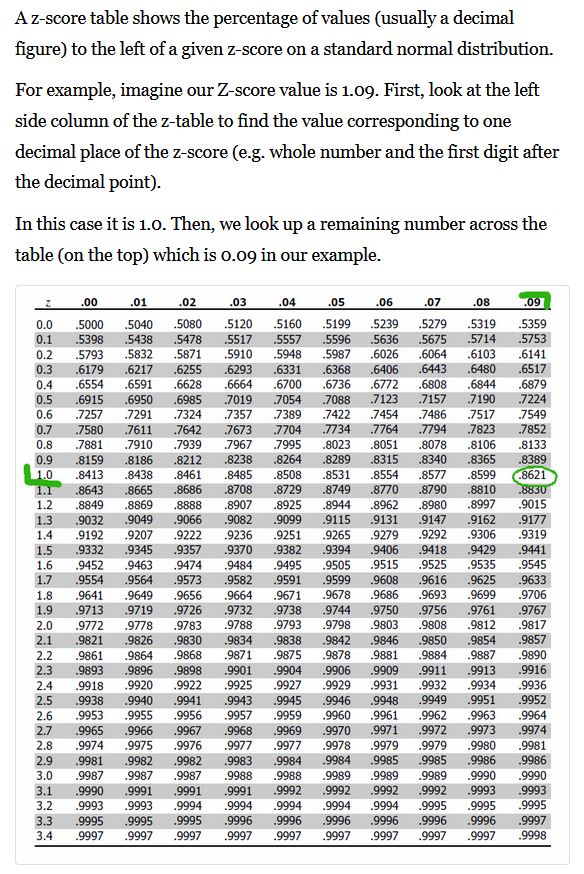 A z-score table shows the percentage of values (usually a decimal
figure) to the left of a given z-score on a standard normal distribution.
For example, imagine our Z-score value is 1.09. First, look at the left
side column of the z-table to find the value corresponding to one
decimal place of the z-score (e.g. whole number and the first digit after
the decimal point).
In this case it is 1.0. Then, we look up a remaining number across the
table (on the top) which is 0.09 in our example.
z .00 .01 .02 .03 .04 .05 .06 .07 .08 .09
0.0 .5000 .5040 .5080 .5120 .5160 .5199 .5239 .5279 .5319 .5359
0.1 .5398 .5438 .5478 .5517 .5557 .5596 .5636 .5675 .5714 .5753
0.2 .5793 .5832 .5871 .5910 .5948 .5987 .6026 .6064 .6103 .6141
0.3 .6179 .6217 .6255 .6293 .6331 .6368 .6406 .6443 .6480 .6517
0.4 .6554 .6591 .6628 .6664 .6700 .6736 .6772 .6808 .6844 .6879
0.5 .6915 .6950 .6985 .7019 .7054 .7088 .7123 .7157 .7190 .7224
0.6 .7257 .7291 .7324 .7357 .7389 .7422 .7454 .7486 .7517 .7549
0.7 .7580 .7611 .7642 .7673 .7704 .7734 .7764 .7794 .7823 .7852
0.8 .7881 .7910 .7939 .7967 .7995 .8023 .8051 .8078 .8106 .8133
0.9 .8159 .8186 .8212 .8238 .8264 .8289 .8315 .8340 .8365 .8389
1.0 .8413 .8438 .8461 .8485 .8508 .8531 .8554 .8577 .8599 .8621
1.1 .8643 .8665 .8686 .8708 .8729 .8749 .8770 .8790 .8810 .8830
1.2 .8849 .8869 .8888 .8907 .8925 .8944 .8962 .8980 .8997 .9015
1.3 .9032 .9049 .9066 .9082 .9099 .9115 .9131 .9147 .9162 .9177
1.4 .9192 .9207 .9222 .9236 .9251 .9265 .9279 .9292 .9306 .9319
1.5 .9332 .9345 .9357 .9370 .9382 .9394 .9406 .9418 .9429 .9441
1.6 .9452 .9463 .9474 .9484 .9495 .9505 .9515 .9525 .9535 .9545
1.7 .9554 .9564 .9573 .9582 .9591 .9599 .9608 .9616 .9625 .9633
1.8 .9641 .9649 .9656 .9664 .9671 .9678 .9686 .9693 .9699 .9706
1.9 .9713 .9719 .9726 .9732 .9738 .9744 .9750 .9756 .9761 .9767
2.0 .9772 .9778 .9783 .9788 .9793 .9798 .9803 .9808 .9812 .9817
2.1 .9821 .9826 .9830 .9834 .9838 .9842 .9846 .9850 .9854 .9857
2.2 .9861 .9864 .9868 .9871 .9875 .9878 .9881 .9884 .9887 .9890
2.3 .9893 .9896 .9898 .9901 .9904 .9906 .9909 .9911 .9913 .9916
2.4 .9918 .9920 .9922 .9925 .9927 .9929 .9931 .9932 .9934 .9936
2.5 .9938 .9940 .9941 .9943 .9945 .9946 .9948 .9949 .9951 .9952
2.6 .9953 .9955 .9956 .9957 .9959 .9960 .9961 .9962 .9963 .9964
2.7 .9965 .9966 .9967 .9968 .9969 .9970 .9971 .9972 .9973 .9974
2.8 .9974 .9975 .9976 .9977 .9977 .9978 .9979 .9979 .9980 .9981
2.9 .9981 .9982 .9982 .9983 .9984 .9984 .9985 .9985 .9986 .9986
3.0 .9987 .9987 .9987 .9988 .9988 .9989 .9989 .9989 .9990 .9990
3.1 .9990 .9991 .9991 .9991 .9992 .9992 .9992 .9992 .9993 .9993
3.2 .9993 .9993 .9994 .9994 .9994 .9994 .9994 .9995 .9995 .9995
3.3 .9995 .9995 .9995 .9996 .9996 .9996 .9996 .9996 .9996 .9997
3.4 .9997 .9997 .9997 .9997 .9997 .9997 .9997 .9997 .9997 .9998